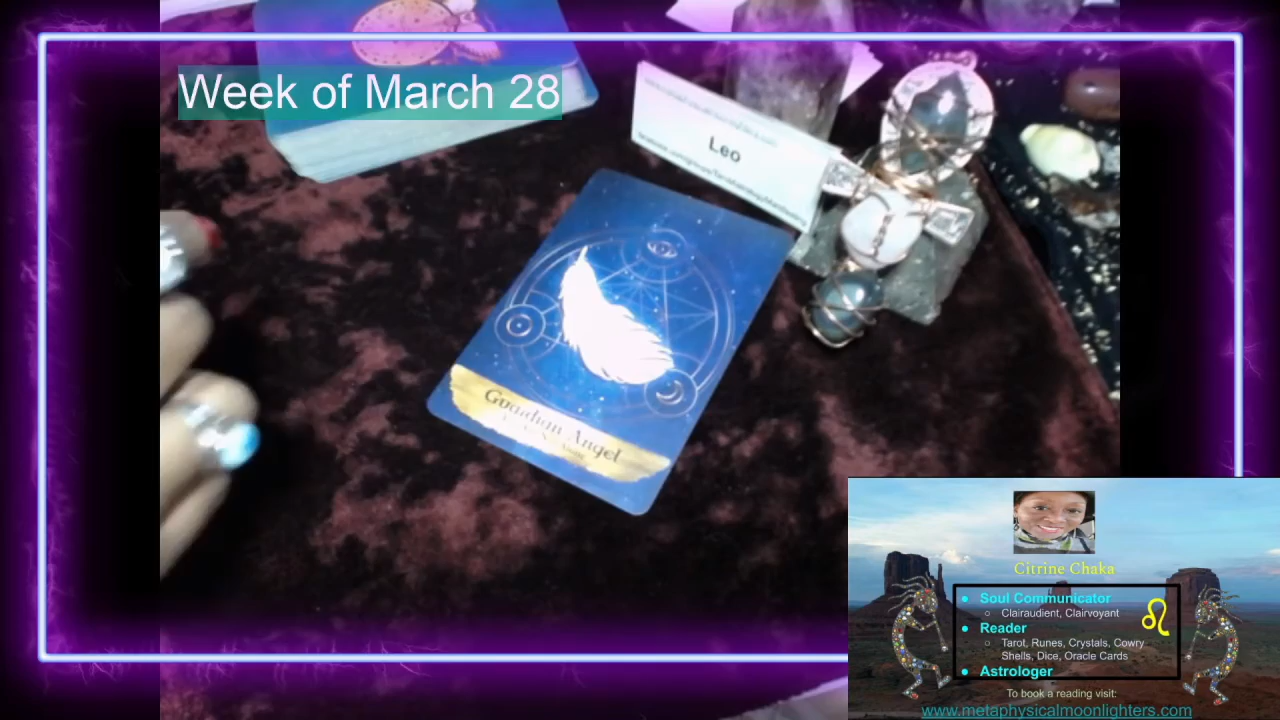 Week of March 28
Leo
Guardian Angel
Citrine Chaka
● Soul Communicator
○ Clairaudient, Clairvoyant
● Reader
○ Tarot, Runes, Crystals, Cowry
Shells, Dice, Oracle Cards
● Astrologer
♌
To book a reading visit:
www.metaphysicalmoonlighters.com